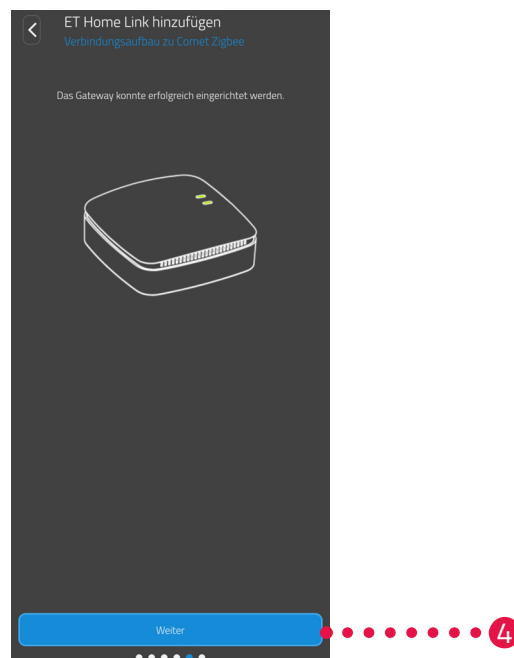 ET Home Link hinzufügen
Verbindungsaufbau zu Comet Zigbee
Das Gateway konnte erfolgreich eingerichtet werden.
Weiter
4